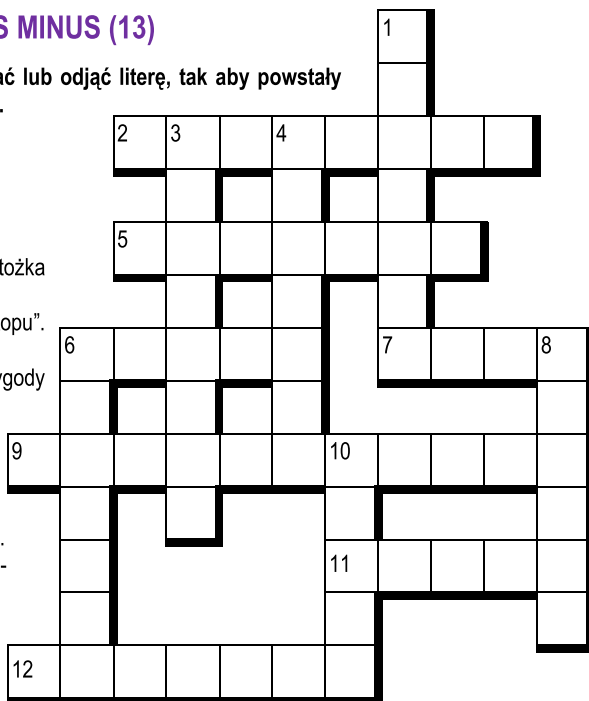 S MINUS (13)
ać lub odjąć literę, tak aby powstały
.
tożka
opu”.
ygody
.
-
1
2 3 4
5
6 7 8
9 10
11
12